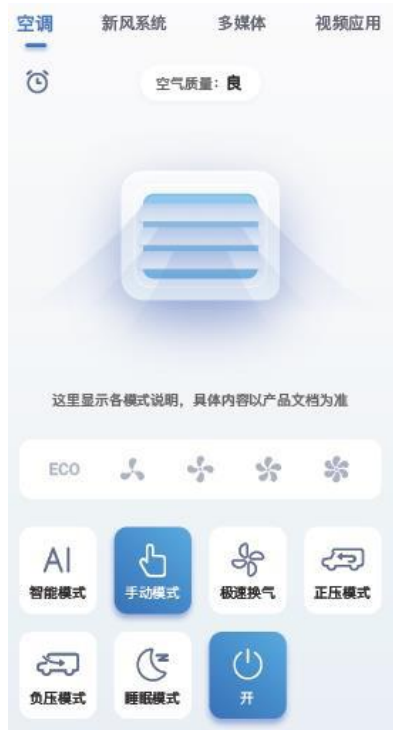 空调 新风系统 多媒体 视频应用
空气质量：良
这里显示各模式说明，具体内容以产品文档为准
ECO
AI
智能模式 手动模式 极速换气 正压模式
负压模式 睡眠模式 开